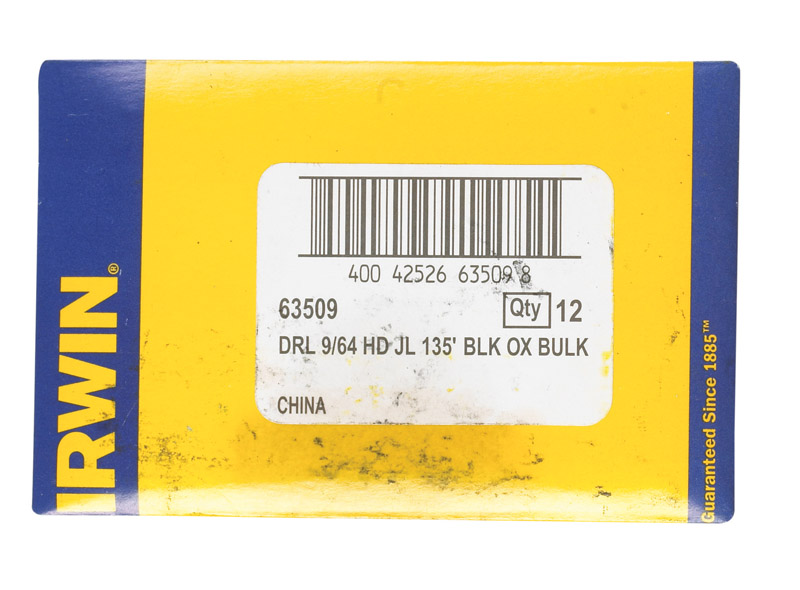 IRWIN®
400 42526 63509 8
63509 Qty 12
DRL 9/64 HD JL 135' BLK OX BULK
CHINA
Guaranteed Since 1885™